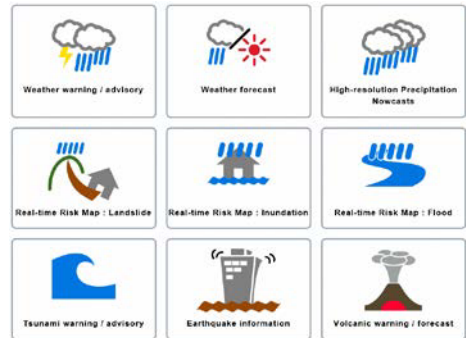 Weather warning / advisory
Weather forecast
High-resolution Precipitation
Nowcasts
Real-time Risk Map : Landslide
Real-time Risk Map : Inundation
Real-time Risk Map : Flood
Tsunami warning / advisory
Earthquake information
Volcanic warning / forecast